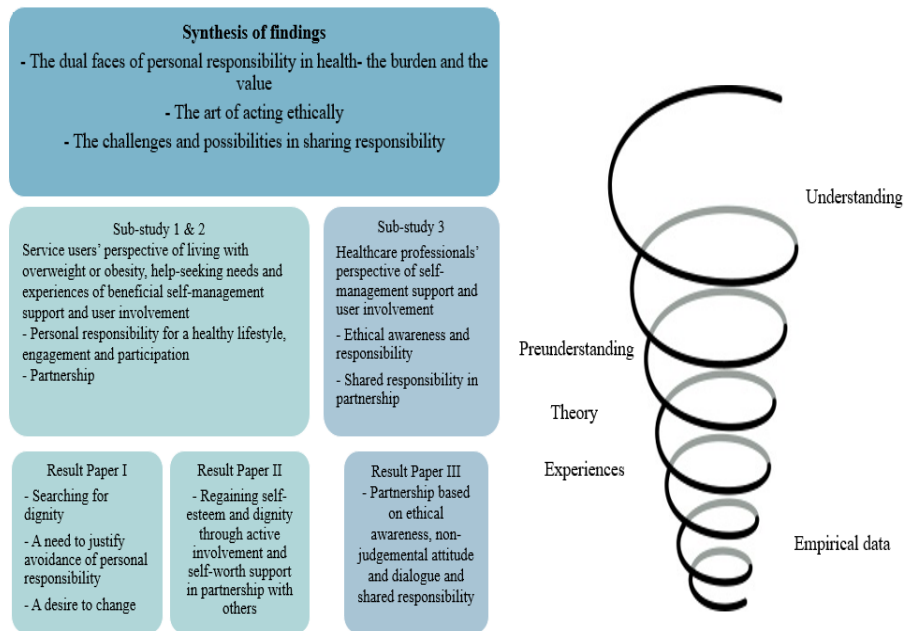 Synthesis of findings
- The dual faces of personal responsibility in health- the burden and the
value
- The art of acting ethically
- The challenges and possibilities in sharing responsibility
Sub-study 1 & 2
Service users’ perspective of living with
overweight or obesity, help-seeking needs and
experiences of beneficial self-management
support and user involvement
- Personal responsibility for a healthy lifestyle,
engagement and participation
- Partnership
Sub-study 3
Healthcare professionals’
perspective of self-
management support and
user involvement
- Ethical awareness and
responsibility
- Shared responsibility in
partnership
Result Paper I
- Searching for
dignity
- A need to justify
avoidance of personal
responsibility
- A desire to change
Result Paper II
- Regaining self-
esteem and dignity
through active
involvement and
self-worth support
in partnership with
others
Result Paper III
- Partnership based
on ethical
awareness, non-
judgemental attitude
and dialogue and
shared responsibility
Understanding
Preunderstanding
Theory
Experiences
Empirical data